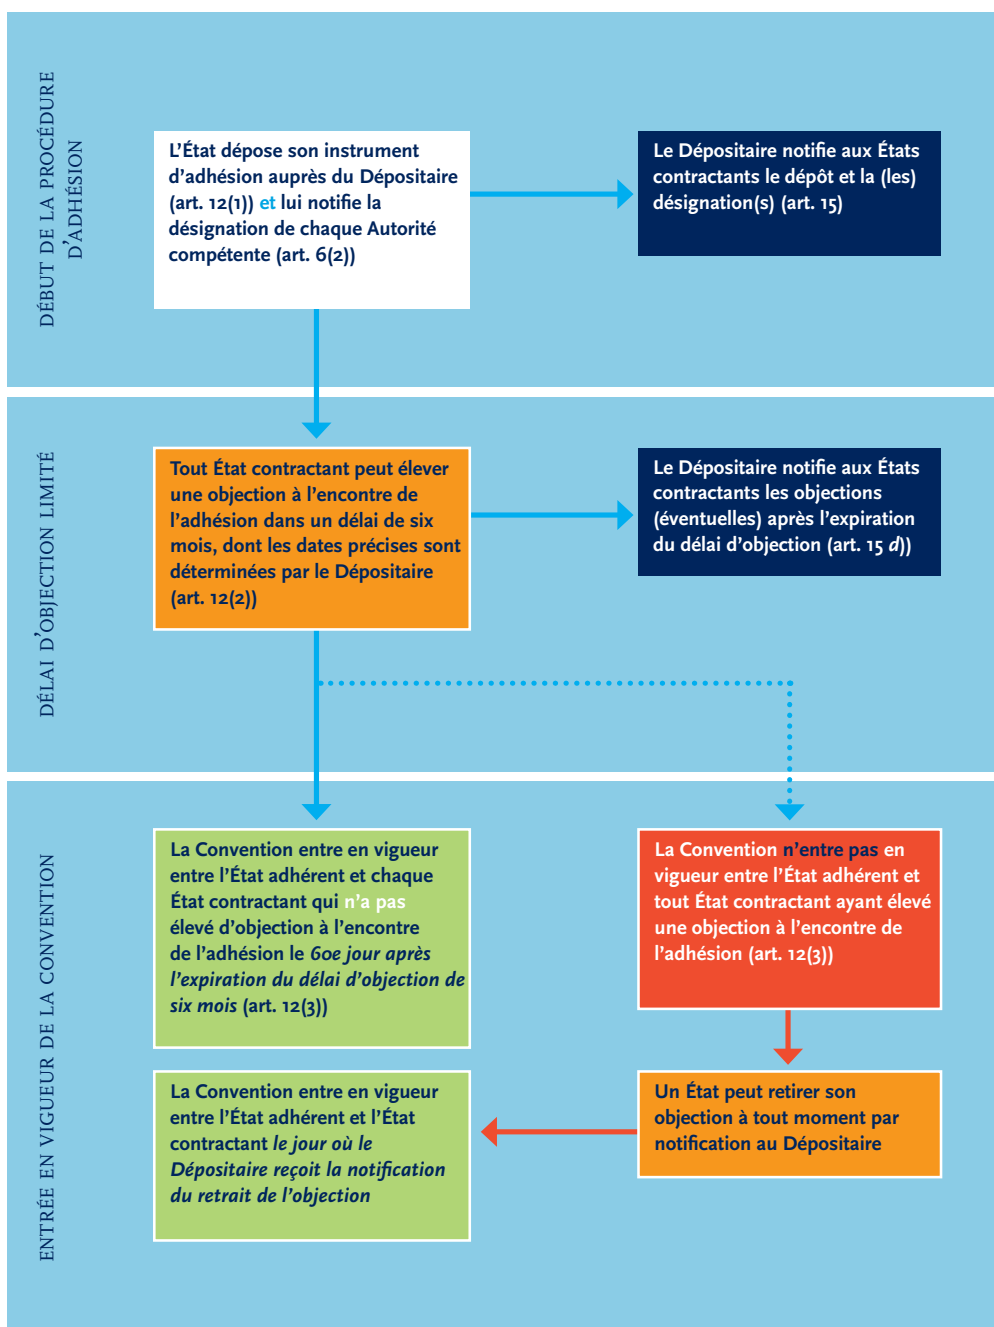 DÉBUT DE LA PROCÉDURE
D’ADHÉSION
L’État dépose son instrument
d’adhésion auprès du Dépositaire
(art. 12(1)) et lui notifie la
désignation de chaque Autorité
compétente (art. 6(2))
Le Dépositaire notifie aux États
contractants le dépôt et la (les)
désignation(s) (art. 15)
DÉLAI D’OBJECTION LIMITÉ
Tout État contractant peut élever
une objection à l’encontre de
l’adhésion dans un délai de six
mois, dont les dates précises sont
déterminées par le Dépositaire
(art. 12(2))
Le Dépositaire notifie aux États
contractants les objections
(éventuelles) après l’expiration
du délai d’objection (art. 15 d))
ENTRÉE EN VIGUEUR DE LA CONVENTION
La Convention entre en vigueur
entre l’État adhérent et chaque
État contractant qui n’a pas
élevé d’objection à l’encontre
de l’adhésion le 60e jour après
l’expiration du délai d’objection de
six mois (art. 12(3))
La Convention n’entre pas en
vigueur entre l’État adhérent et
tout État contractant ayant élevé
une objection à l’encontre de
l’adhésion (art. 12(3))
La Convention entre en vigueur
entre l’État adhérent et l’État
contractant le jour où le
Dépositaire reçoit la notification
du retrait de l’objection
Un État peut retirer son
objection à tout moment par
notification au Dépositaire